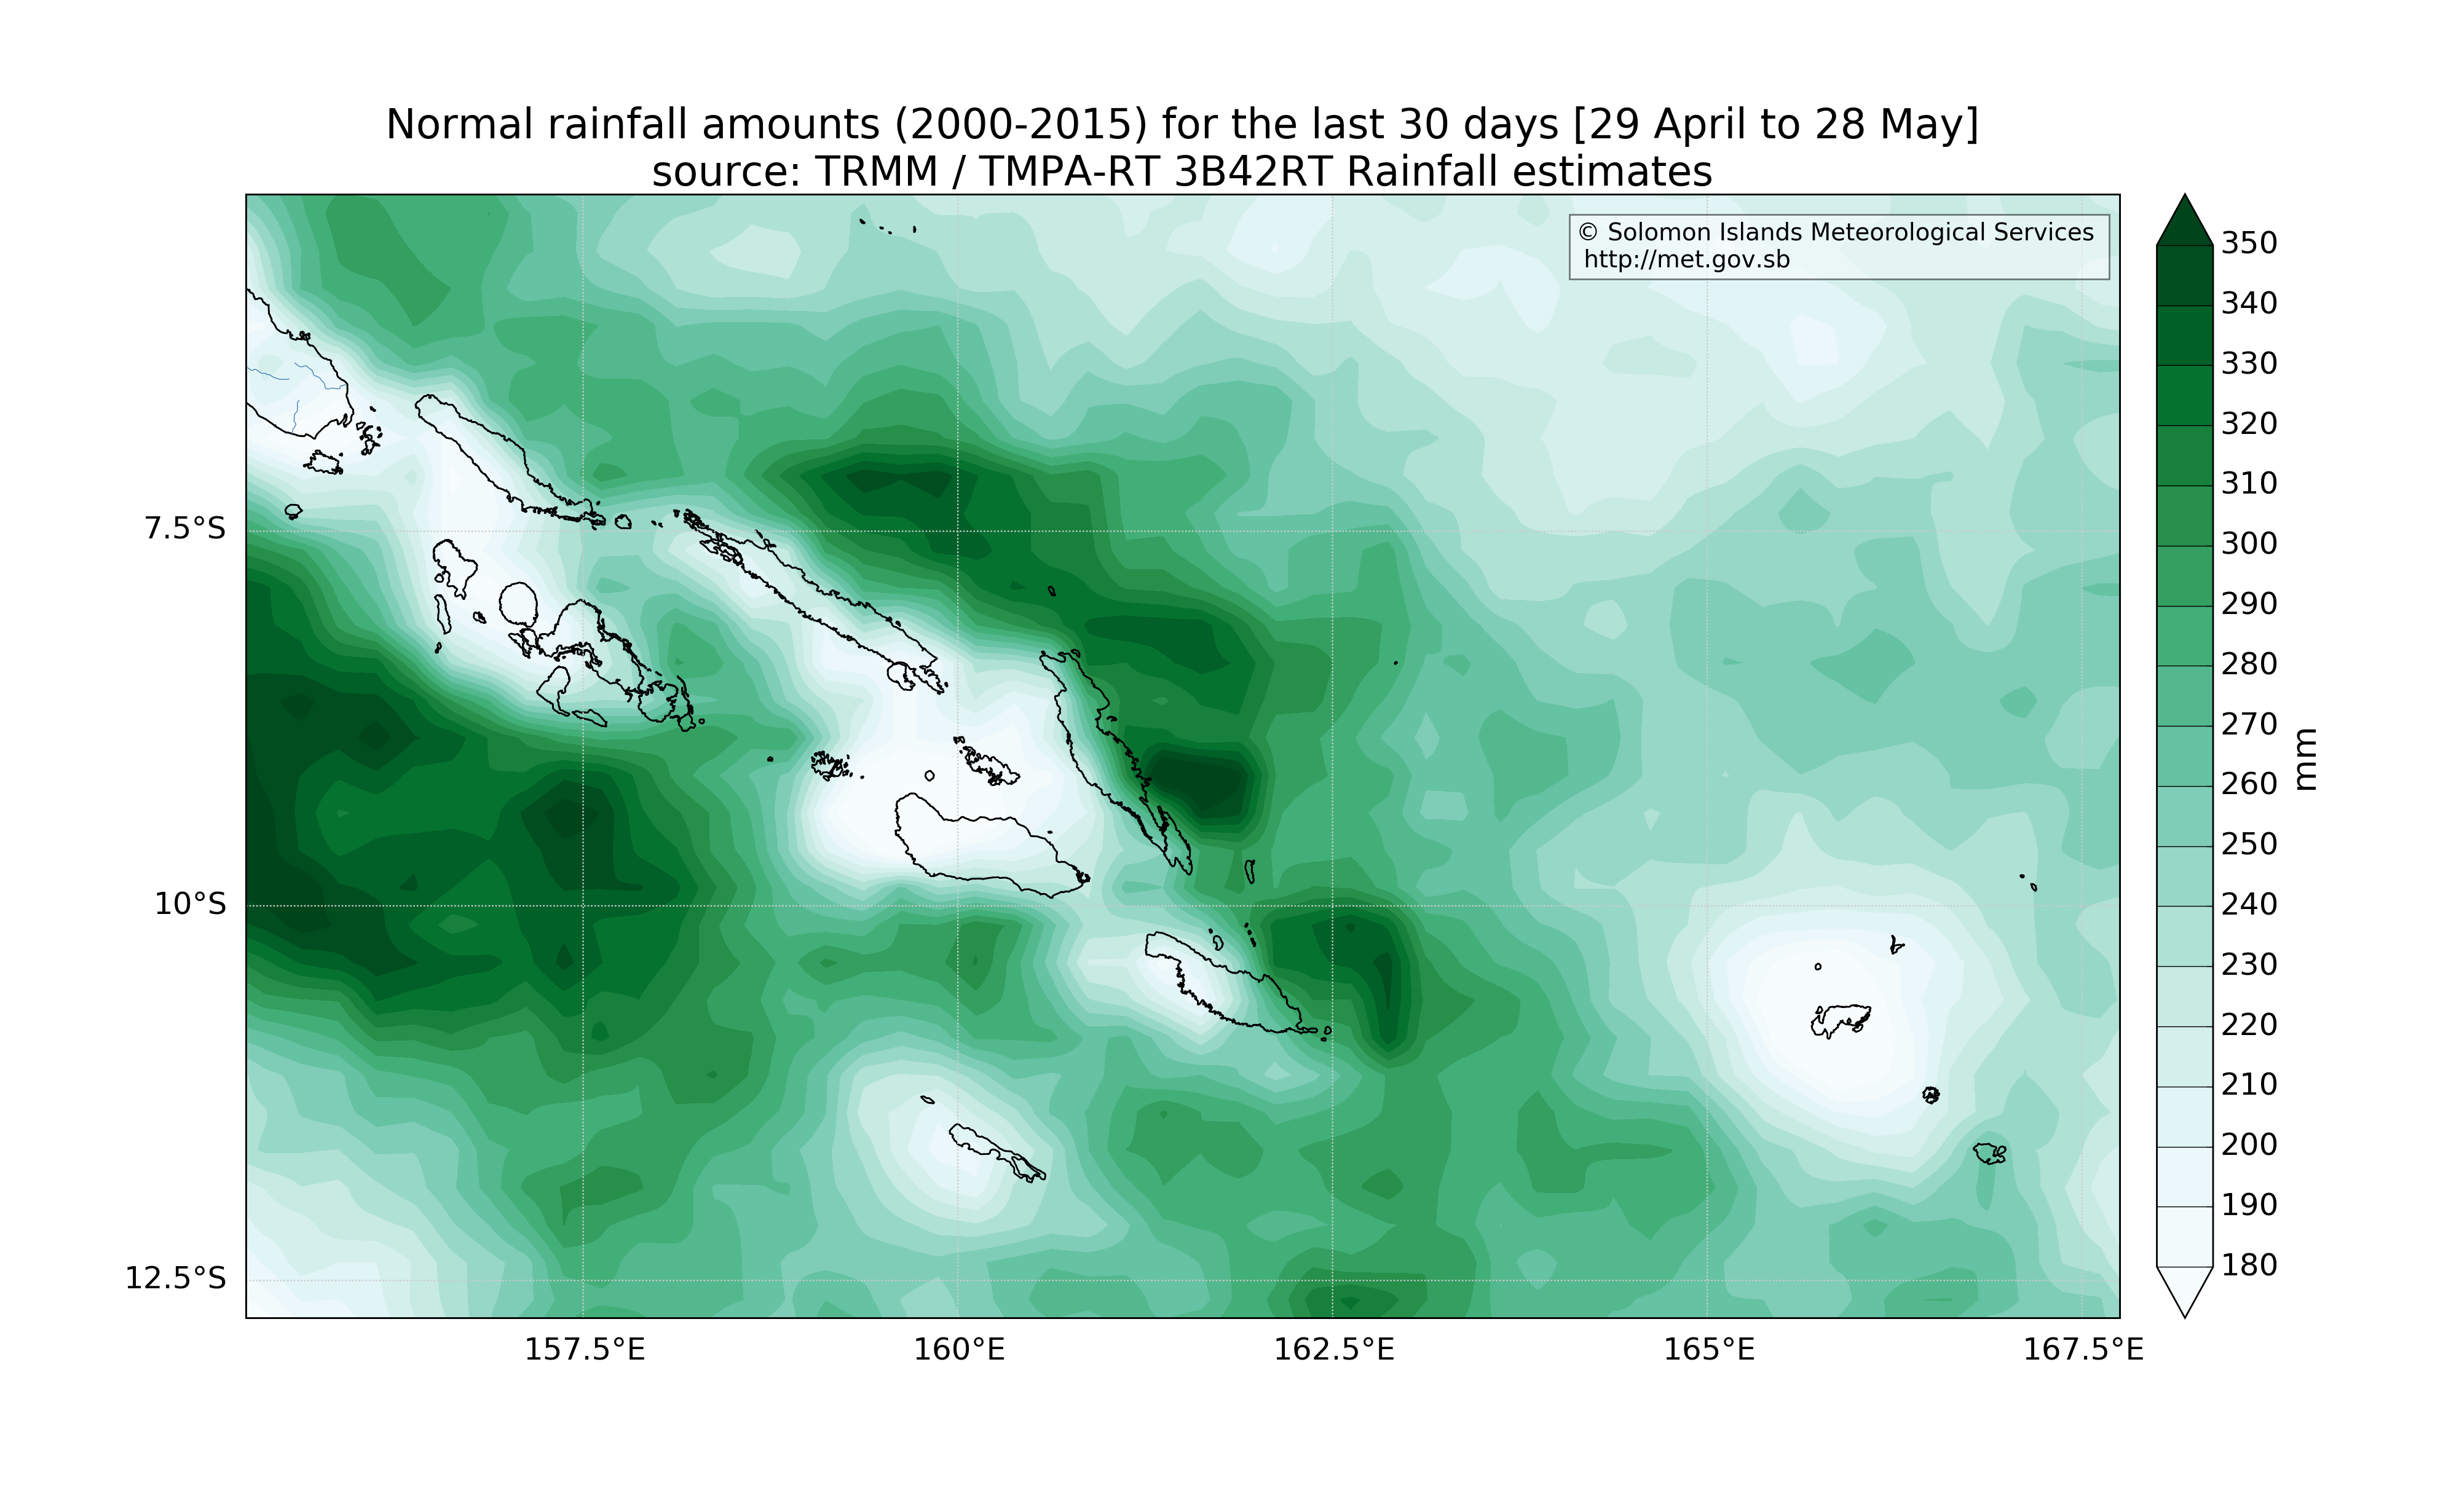 Normal rainfall amounts (2000-2015) for the last 30 days [29 April to 28 May]
source: TRMM / TMPA-RT 3B42RT Rainfall estimates
© Solomon Islands Meteorological Services
http://met.gov.sb
7.5°S
10°S
12.5°S
157.5°E
160°E
162.5°E
165°E
167.5°E
350
340
330
320
310
300
290
280
270
260
250
240
230
220
210
200
190
180
mm